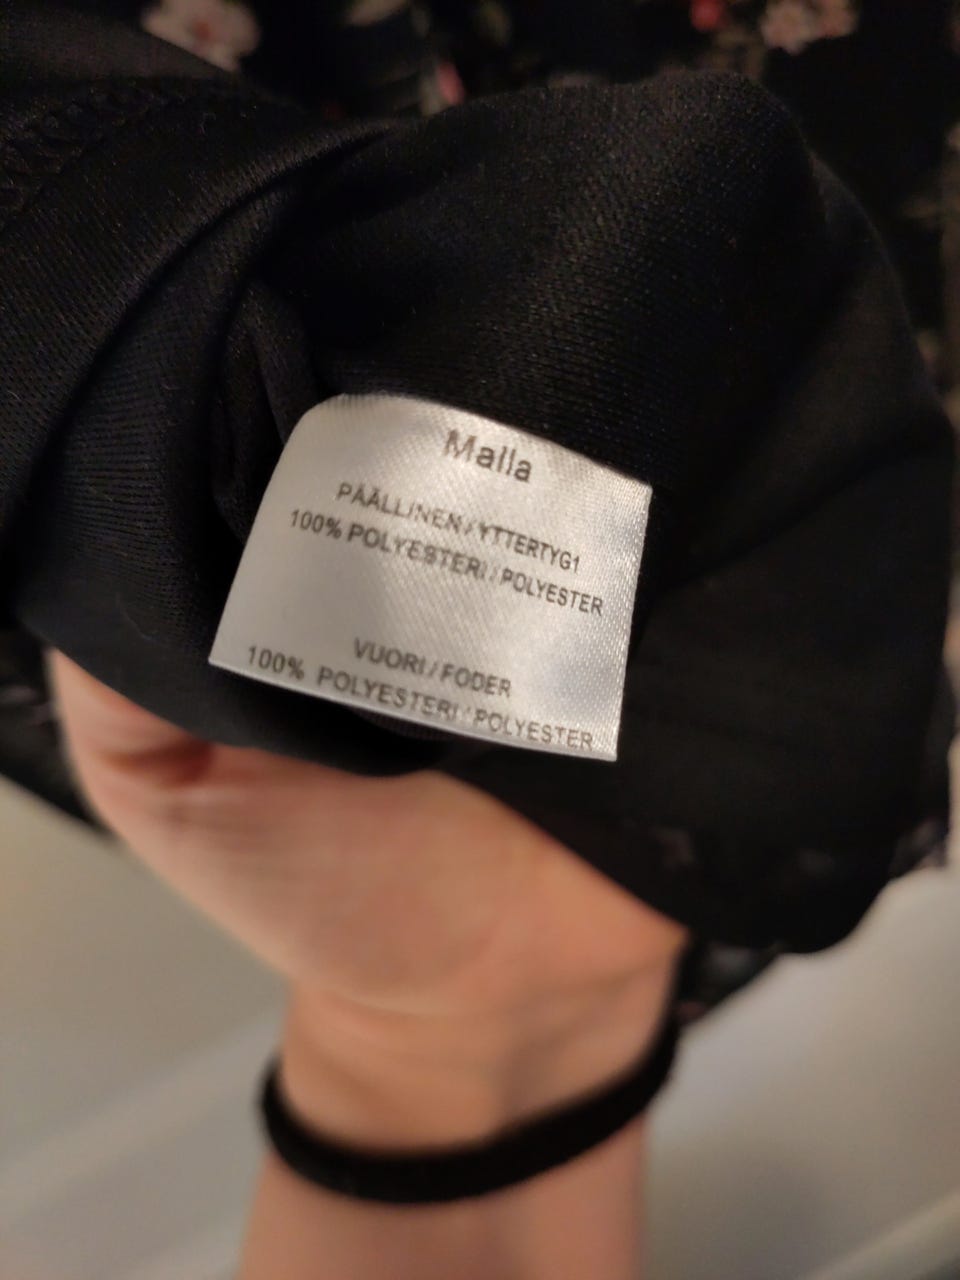 Malla
PÄÄLLINEN/YTTERTYG1
100% POLYESTERI/POLYESTER
VUORI/FODER
100% POLYESTERI/POLYESTER